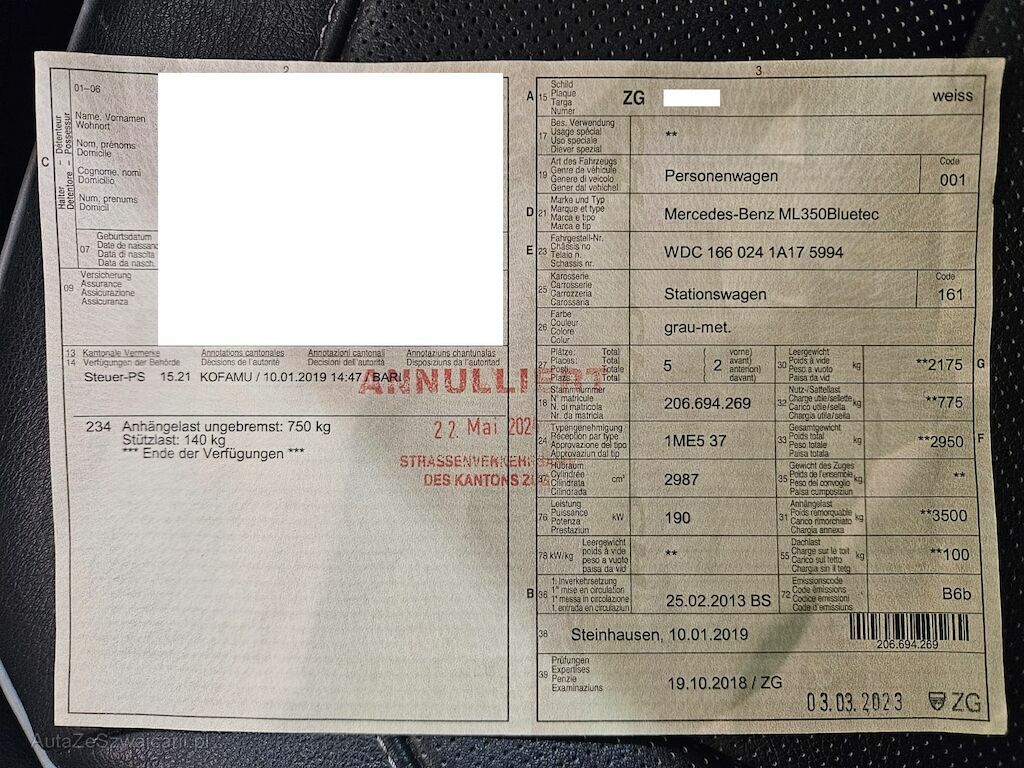 2
01–06
Name, Vornamen
Wohnort
Nom, prénoms
Domicile
Cognome, nomi
Domicilio
Num, prenums
Domicil
C
Halter – Détenteur
Detentore – Possessur
07
Geburtsdatum
Date de naissanc
Data di nascita
Data da nasch.
09
Versicherung
Assurance
Assicurazione
Assicuranza
13 Kantonale Vermerke Annotations cantonales Annotazioni cantonali Annotaziuns chantunalas
14 Verfügungen der Behörde Décisions de l'autorité Decisioni dell'autorità Disposiziuns da l'autoritad
Steuer-PS 15.21 KOFAMU / 10.01.2019 14:47 / BARI
ANNULLIERT
22. Mai 2024
STRASSENVERKEHRSAMT
DES KANTONS ZUG
234 Anhängelast ungebremst: 750 kg
Stützlast: 140 kg
*** Ende der Verfügungen ***
3
A 15 Schild
Plaque
Targa
Numer
ZG
weiss
17 Bes. Verwendung
Usage spécial
Uso speciale
Diever spezial
**
19 Art des Fahrzeugs
Genre de véhicule
Genere di veicolo
Gener dal vehichel
Personenwagen
Code
001
D 21 Marke und Typ
Marque et type
Marca e tipo
Marca e tip
Mercedes-Benz ML350Bluetec
E 23 Fahrgestell-Nr.
Châssis no
Telaio n.
Schassis nr.
WDC 166 024 1A17 5994
25 Karosserie
Carrosserie
Carrozzeria
Carossaria
Stationswagen
Code
161
26 Farbe
Couleur
Colore
Colur
grau-met.
27 Plätze: Total
Places: Total
Posti: Totale
Plazs: Total
5 2
vorne)
avant)
anteriori)
davant)
30 Leergewicht
Poids à vide
Peso a vuoto
Paisa da vid
kg
**2175
G
18 Stammnummer
N° matricule
N. di matricola
Nr. da matricla
206.694.269
32 Nutz-/Sattellast
Charge utile/sellette
Carico utile/sella
Chargia utila/sella
kg
**775
24 Typengenehmigung
Réception par type
Approvazione del tipo
Approvaziun dal tip
1ME5 37
33 Gesamtgewicht
Poids total
Peso totale
Paisa totala
kg
**2950
F
37 Hubraum
Cylindrée
Cilindrata
Cilindrada
cm³
2987
35 Gewicht des Zuges
Poids de l'ensemble
Peso del convoglio
Paisa cumposiziun
kg
**
76 Leistung
Puissance
Potenza
Prestaziun
kW
190
31 Anhängelast
Poids remorquable
Carico rimorchiato
Chargia annexa
kg
**3500
78 kW/kg
Leergewicht
poids à vide
peso a vuoto
paisa da vid
**
55 Dachlast
Charge sur le toit
Carico sul tetto
Chargia sin il tetg
kg
**100
B 36 1. Inverkehrsetzung
1re mise en circulation
1a messa in circolazione
1. entrada en circulaziun
25.02.2013 BS
72 Emissionscode
Code émissions
Codice emissioni
Code d'emissiuns
B6b
38 Steinhausen, 10.01.2019
206.694.269
39 Prüfungen
Expertises
Perizie
Examinaziuns
19.10.2018 / ZG
03.03.2023 ZG
AutaZeSzwajcarii.pl